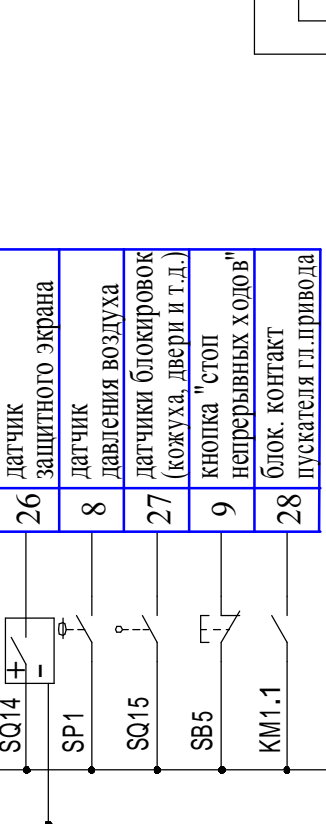 датчик
защитного экрана
26
SQ14
+
-
датчик
давления воздуха
8
SP1
датчики блокировок
(кожуха, двери и т.д.)
27
SQ15
кнопка "стоп
непрерывных ходов"
9
SB5
блок. контакт
пускателя гл.привода
28
KM1.1